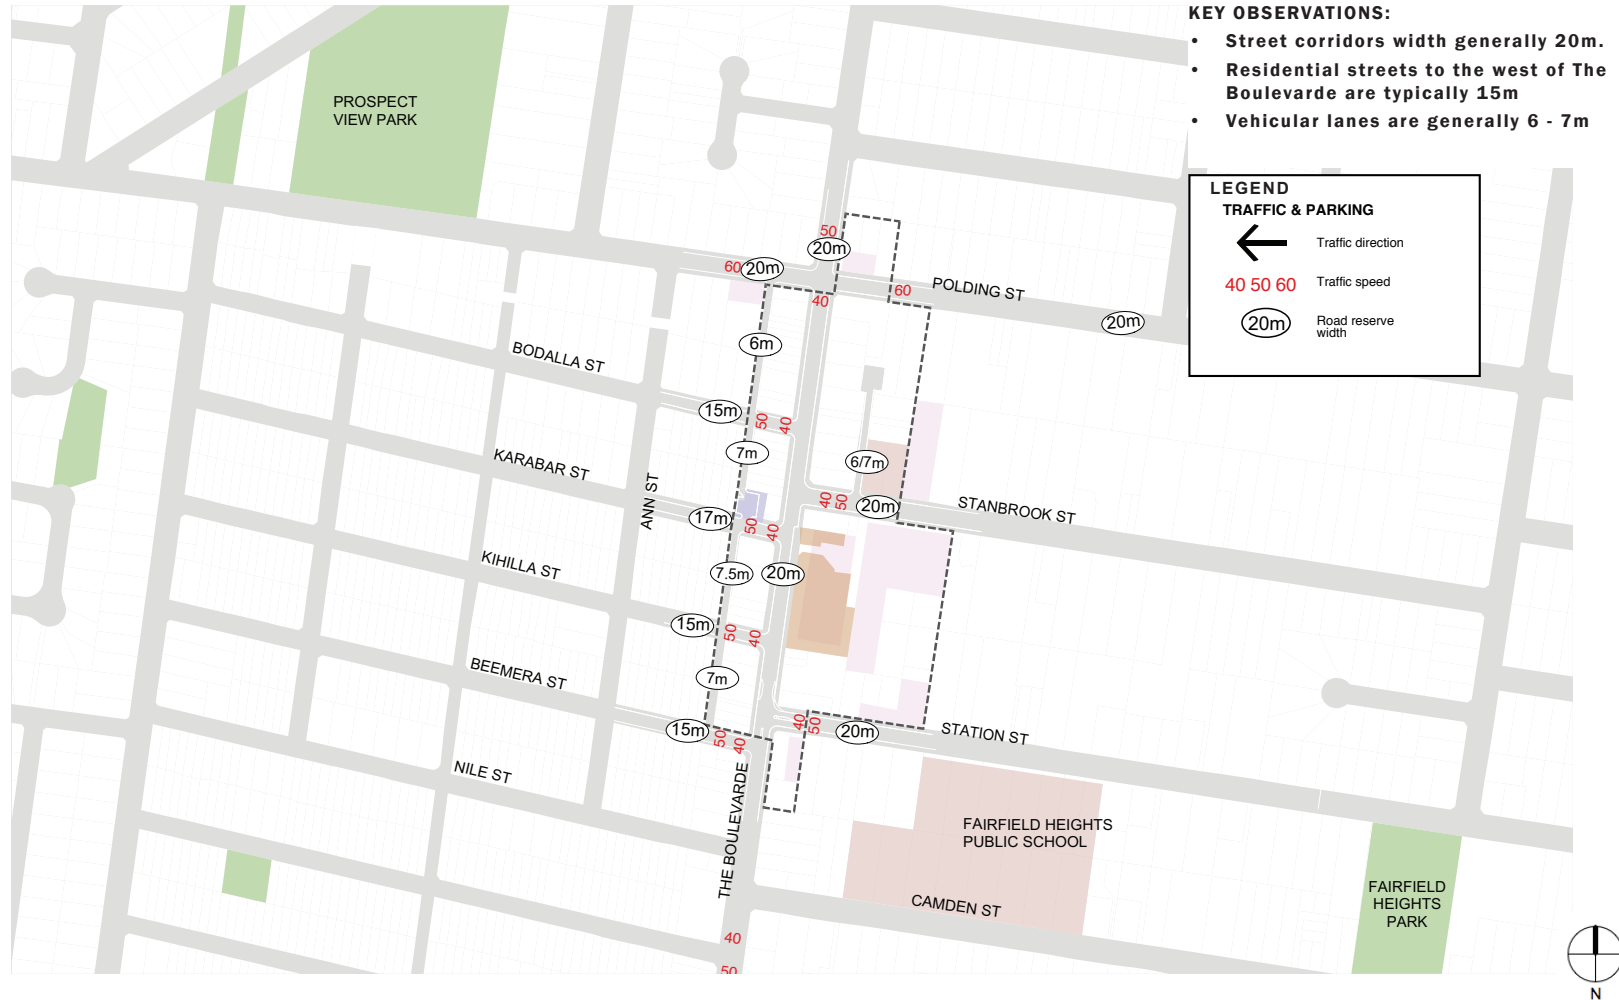 KEY OBSERVATIONS:
• Street corridors width generally 20m.
• Residential streets to the west of The
Boulevarde are typically 15m
• Vehicular lanes are generally 6 - 7m
LEGEND
TRAFFIC & PARKING
Traffic direction
40 50 60 Traffic speed
20m Road reserve
width
PROSPECT
VIEW PARK
50
20m
60
20m
40
60
POLDING ST
20m
6m
BODALLA ST
15m
50
40
7m
KARABAR ST
ANN ST
6/7m
40
50
20m
STANBROOK ST
17m
50
40
KIHILLA ST
7.5m
20m
15m
50
40
BEEMERA ST
7m
15m
50
40
40
50
20m
STATION ST
NILE ST
THE BOULEVARDE
FAIRFIELD HEIGHTS
PUBLIC SCHOOL
CAMDEN ST
FAIRFIELD
HEIGHTS
PARK
40
50
N